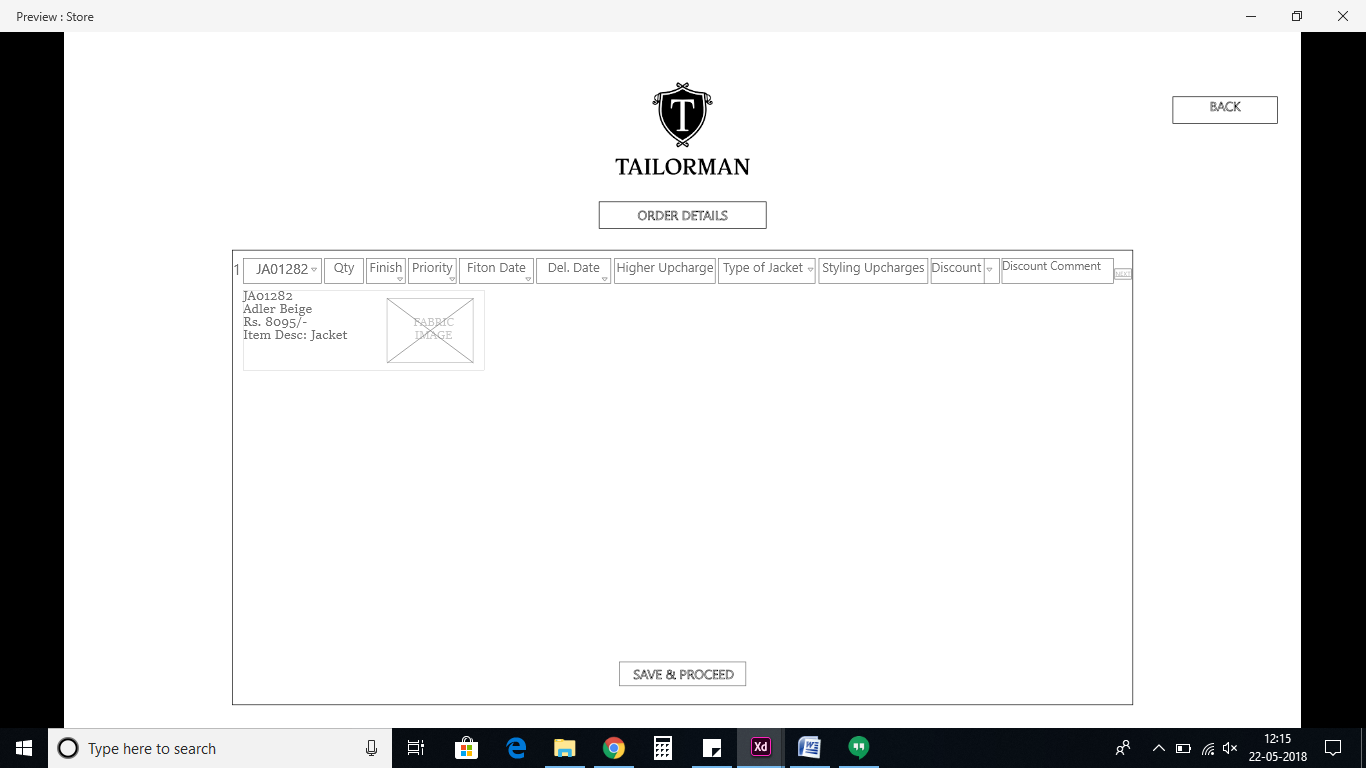 Preview : Store
T
TAILORMAN
BACK
ORDER DETAILS
1 JA01282 Qty Finish Priority Fiton Date Del. Date Higher Upcharge Type of Jacket Styling Upcharges Discount Discount Comment NEXT
JA01282
Adler Beige
Rs. 8095/-
Item Desc: Jacket
FABRIC
IMAGE
SAVE & PROCEED
Type here to search
Xd
12:15
22-05-2018